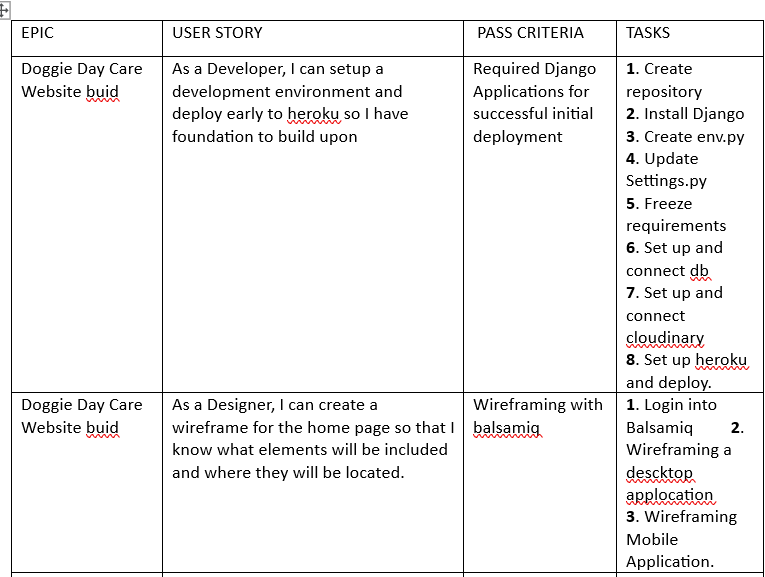 EPIC
USER STORY
PASS CRITERIA
TASKS
Doggie Day Care
Website buid
As a Developer, I can setup a
development environment and
deploy early to heroku so I have
foundation to build upon
Required Django
Applications for
successful initial
deployment
1. Create
repository
2. Install Django
3. Create env.py
4. Update
Settings.py
5. Freeze
requirements
6. Set up and
connect db
7. Set up and
connect
cloudinary
8. Set up heroku
and deploy.
Doggie Day Care
Website buid
As a Designer, I can create a
wireframe for the home page so that I
know what elements will be included
and where they will be located.
Wireframing with
balsamiq
1. Login into
Balsamiq 2.
Wireframing a
descktop
applocation
3. Wireframing
Mobile
Application.